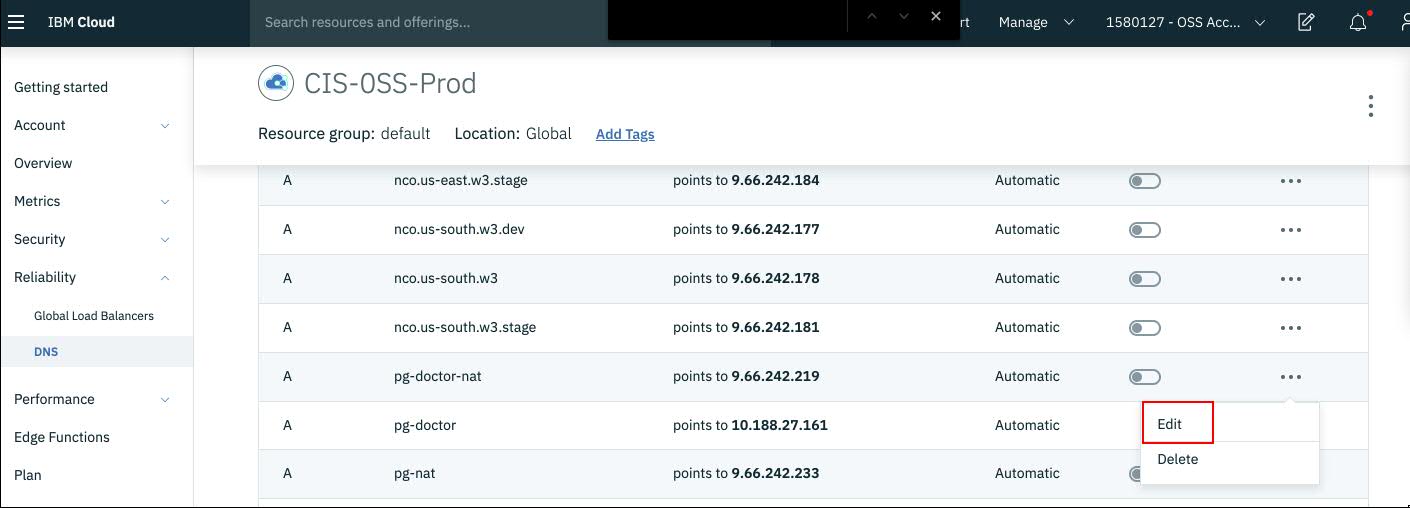 IBM Cloud Search resources and offerings... rt Manage 1580127 - OSS Acc...
Getting started
Account
Overview
Metrics
Security
Reliability
Global Load Balancers
DNS
Performance
Edge Functions
Plan
CIS-0SS-Prod
Resource group: default Location: Global Add Tags
A nco.us-east.w3.stage points to 9.66.242.184 Automatic
A nco.us-south.w3.dev points to 9.66.242.177 Automatic
A nco.us-south.w3 points to 9.66.242.178 Automatic
A nco.us-south.w3.stage points to 9.66.242.181 Automatic
A pg-doctor-nat points to 9.66.242.219 Automatic
A pg-doctor points to 10.188.27.161 Automatic
A pg-nat points to 9.66.242.233 Automatic
Edit
Delete